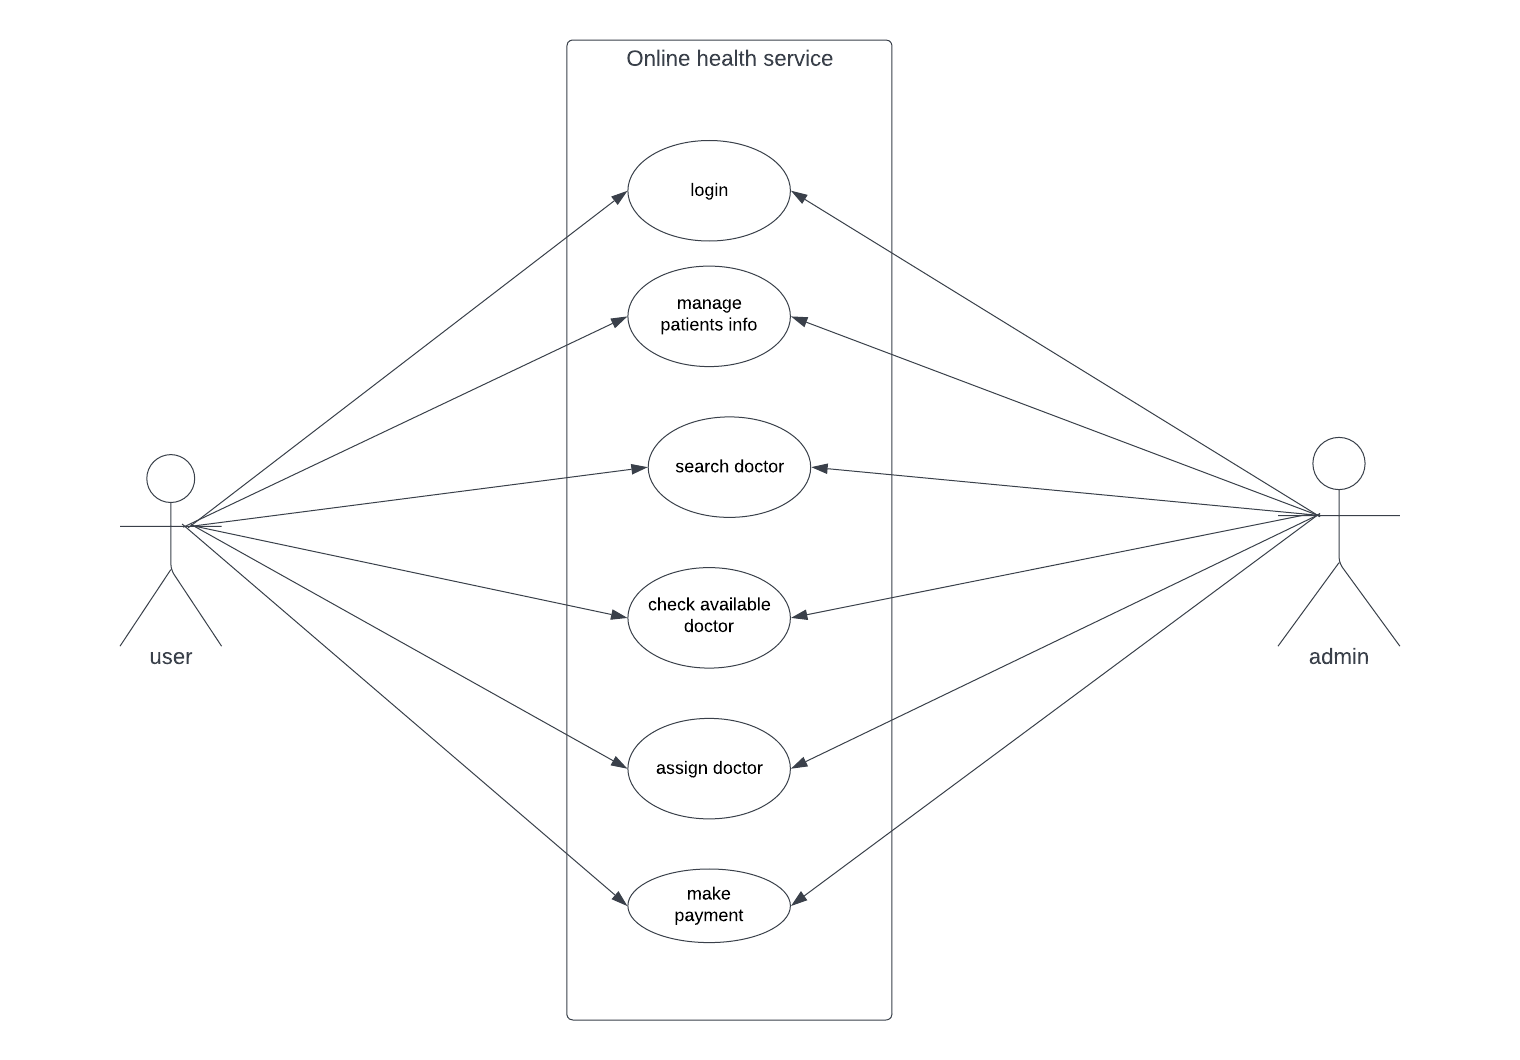 Online health service
login
manage
patients info
search doctor
check available
doctor
assign doctor
make
payment
user
admin